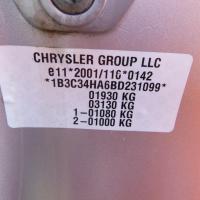 CHRYSLER GROUP LLC
e11*2001/116*0142
*1B3C34HA6BD231099*
01930 KG
03130 KG
1-01080 KG
2-01000 KG